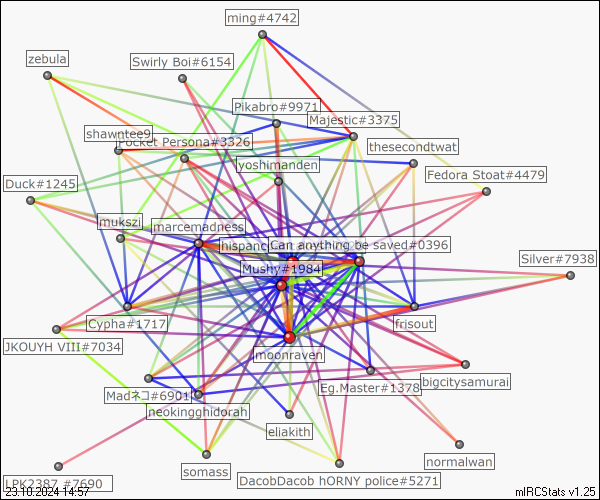 ming#4742
zebula
Swirly Boi#6154
Pikabro#9971
Majestic#3375
shawntee9
Pocket Persona#3326
thesecondtwat
yoshimanden
Fedora Stoat#4479
Duck#1245
mukszi
marcemadness
Can anything be saved#0396
Silver#7938
Mushy#1984
Cypha#1717
frisout
JKOUYH VIII#7034
moonraven
Eg.Master#1378
bigcitysamurai
Madネコ#6901
neokingghidorah
eliakith
normalwan
somass
DacobDacob hORNY police#5271
LPK2387 #7690
23.10.2024 14:57
mIRCStats v1.25